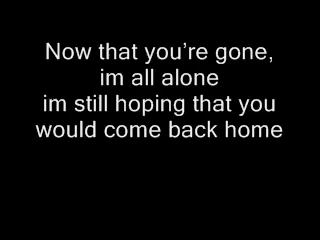 Now that you’re gone,
im all alone
im still hoping that you
would come back home